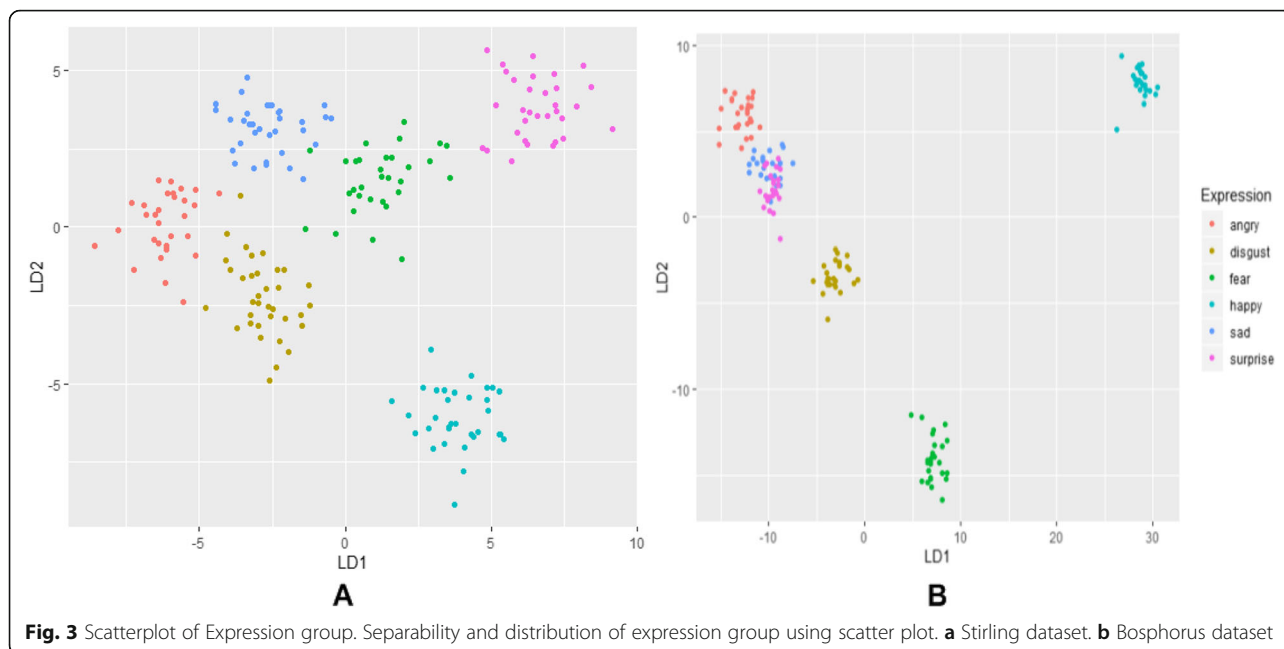 5
0
-5
LD2
-5
0
5
10
LD1
A
10
0
-10
LD2
-10
0
10
20
30
LD1
B
Expression
angry
disgust
fear
happy
sad
surprise
Fig. 3 Scatterplot of Expression group. Separability and distribution of expression group using scatter plot. a Stirling dataset. b Bosphorus dataset